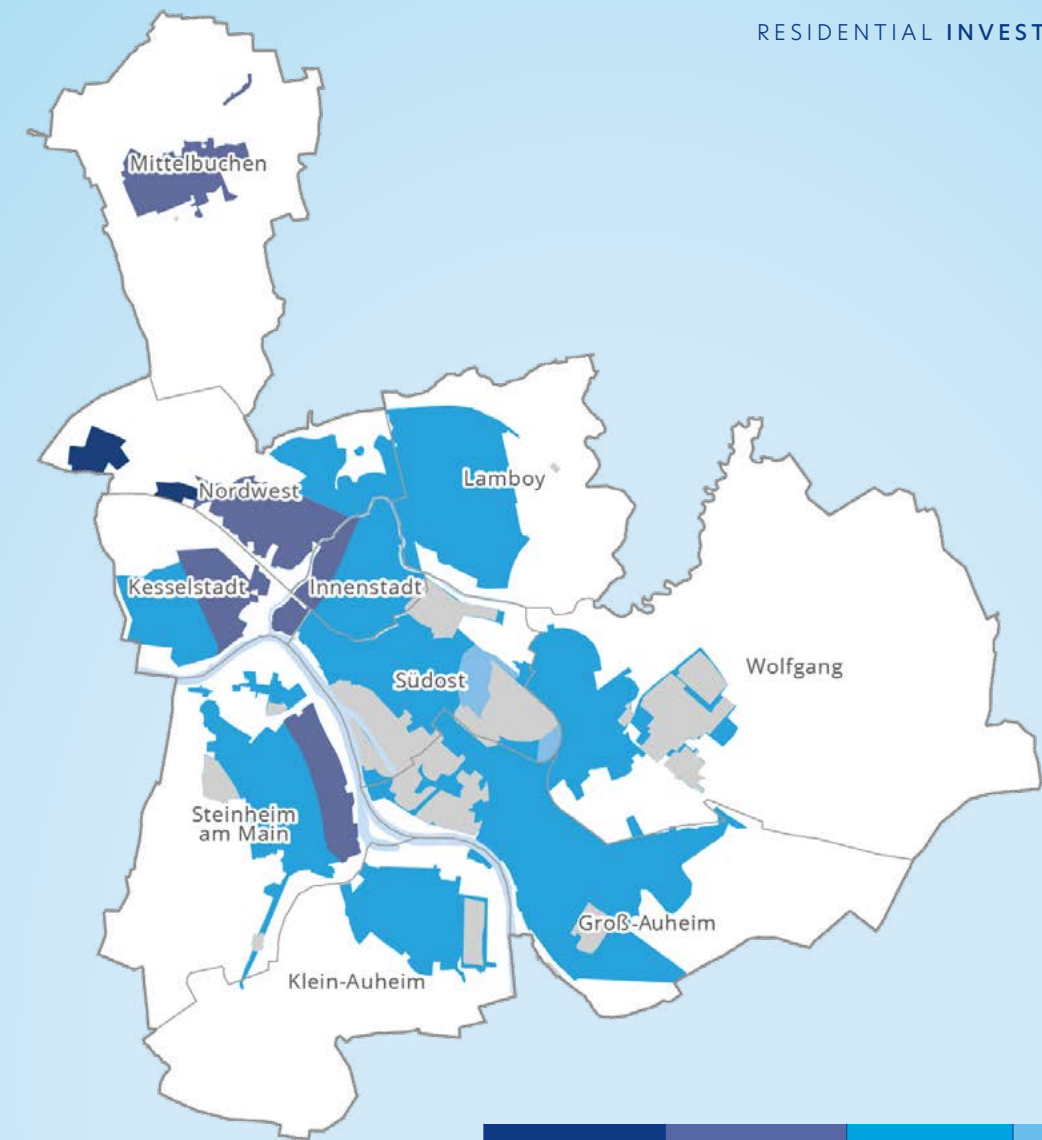 RESIDENTIAL INVEST
Mittelbuchen
Lamboy
Nordwest
Kesselstadt
Innenstadt
Wolfgang
Südost
Steinheim
am Main
Groß-Auheim
Klein-Auheim